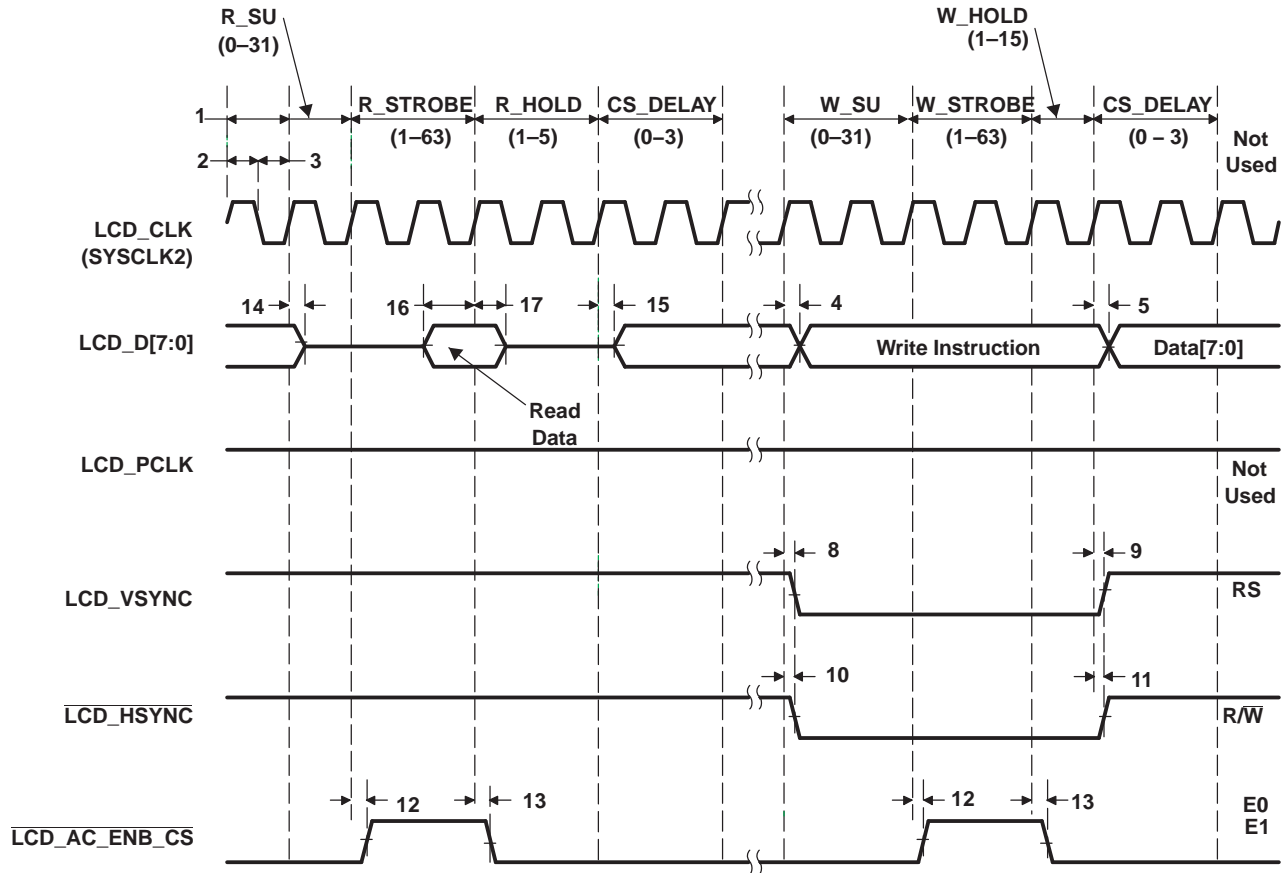 R_SU
(0–31)
W_HOLD
(1–15)
1
R_STROBE
(1–63)
R_HOLD
(1–5)
CS_DELAY
(0–3)
W_SU
(0–31)
W_STROBE
(1–63)
CS_DELAY
(0 – 3)
Not
Used
2
3
LCD_CLK
(SYSCLK2)
14
16
17
15
4
5
LCD_D[7:0]
Write Instruction
Data[7:0]
Read
Data
LCD_PCLK
Not
Used
8
9
LCD_VSYNC
RS
10
11
LCD_HSYNC
R/W
12
13
12
13
E0
E1
LCD_AC_ENB_CS